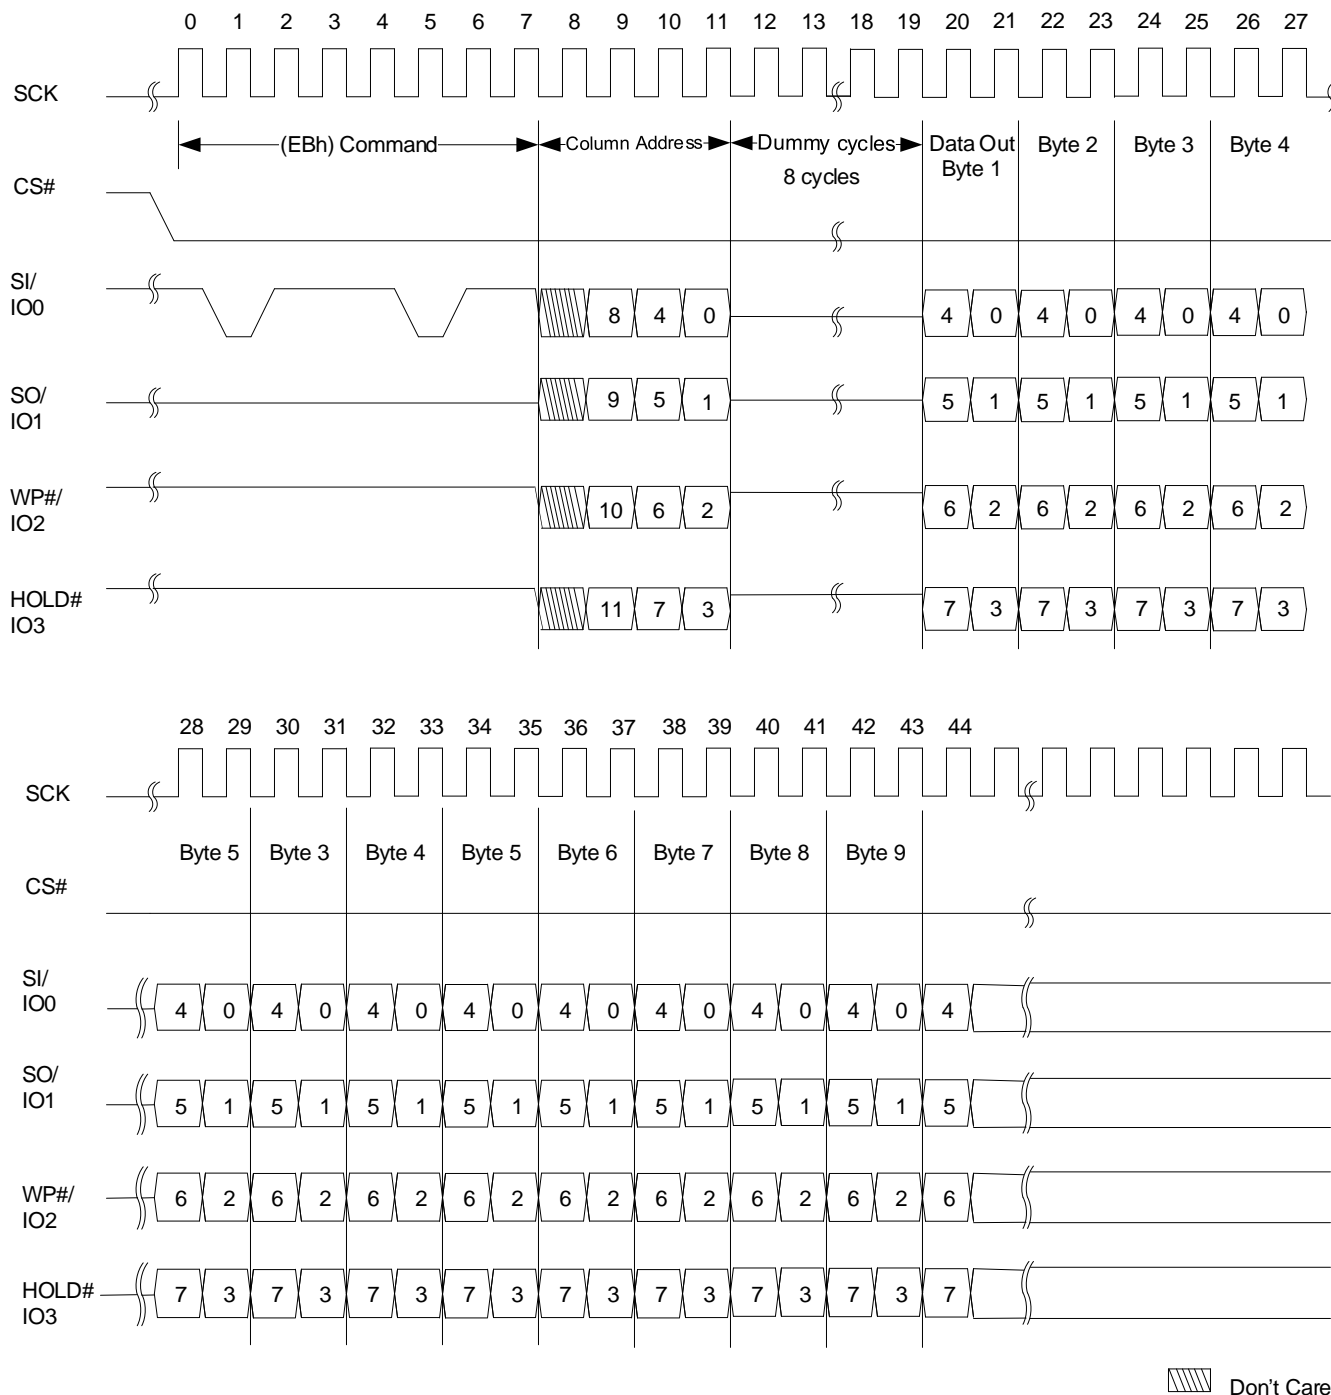 0 1 2 3 4 5 6 7 8 9 10 11 12 13 18 19 20 21 22 23 24 25 26 27
SCK
(EBh) Command Column Address Dummy cycles Data Out Byte 2 Byte 3 Byte 4
8 cycles Byte 1
CS#
SI/
IO0
8 4 0 4 0 4 0 4 0 4 0
SO/
IO1
9 5 1 5 1 5 1 5 1 5 1
WP#/
IO2
10 6 2 6 2 6 2 6 2 6 2
HOLD#
IO3
11 7 3 7 3 7 3 7 3 7 3
28 29 30 31 32 33 34 35 36 37 38 39 40 41 42 43 44
SCK
Byte 5 Byte 3 Byte 4 Byte 5 Byte 6 Byte 7 Byte 8 Byte 9
CS#
SI/
IO0
4 0 4 0 4 0 4 0 4 0 4 0 4 0 4 0 4
SO/
IO1
5 1 5 1 5 1 5 1 5 1 5 1 5 1 5 1 5
WP#/
IO2
6 2 6 2 6 2 6 2 6 2 6 2 6 2 6 2 6
HOLD#
IO3
7 3 7 3 7 3 7 3 7 3 7 3 7 3 7 3 7
Don't Care